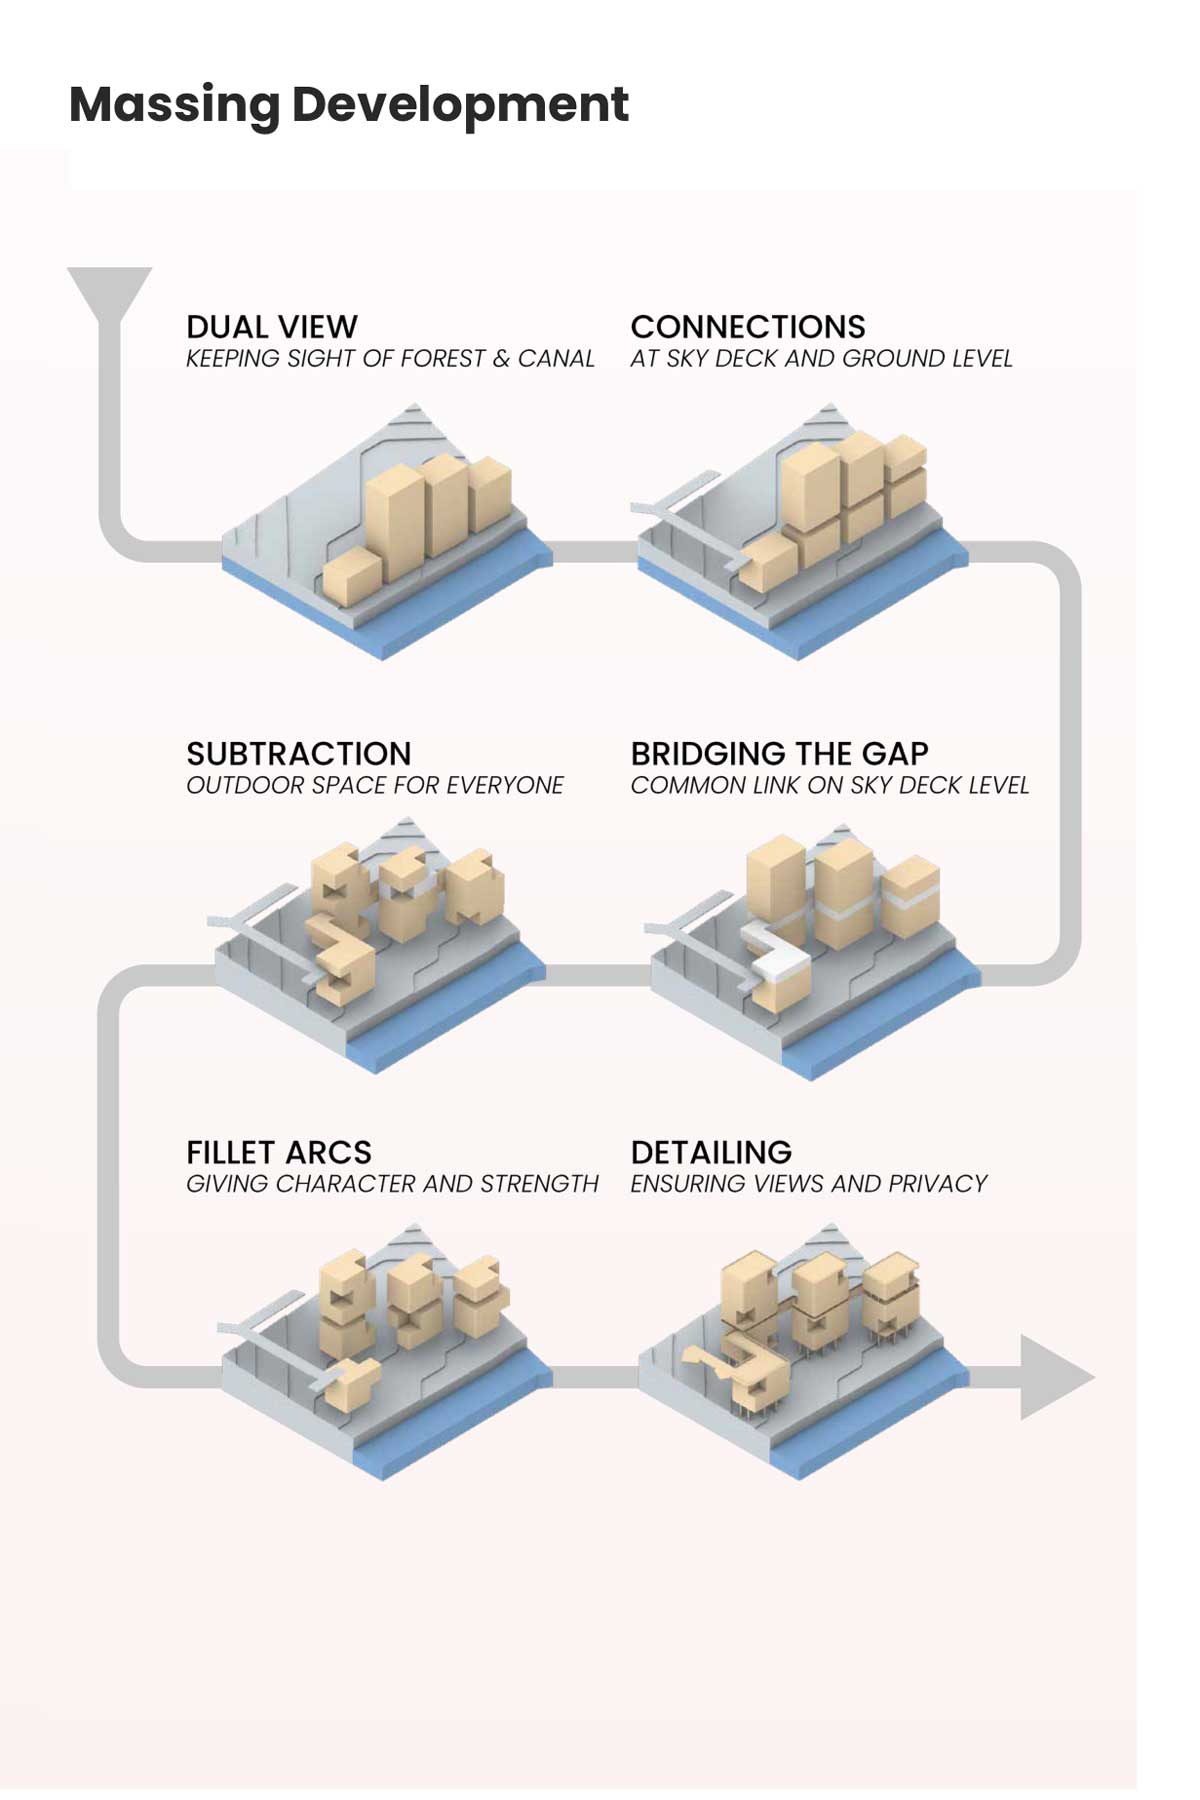 Massing Development
DUAL VIEW
KEEPING SIGHT OF FOREST & CANAL
CONNECTIONS
AT SKY DECK AND GROUND LEVEL
SUBTRACTION
OUTDOOR SPACE FOR EVERYONE
BRIDGING THE GAP
COMMON LINK ON SKY DECK LEVEL
FILLET ARCS
GIVING CHARACTER AND STRENGTH
DETAILING
ENSURING VIEWS AND PRIVACY